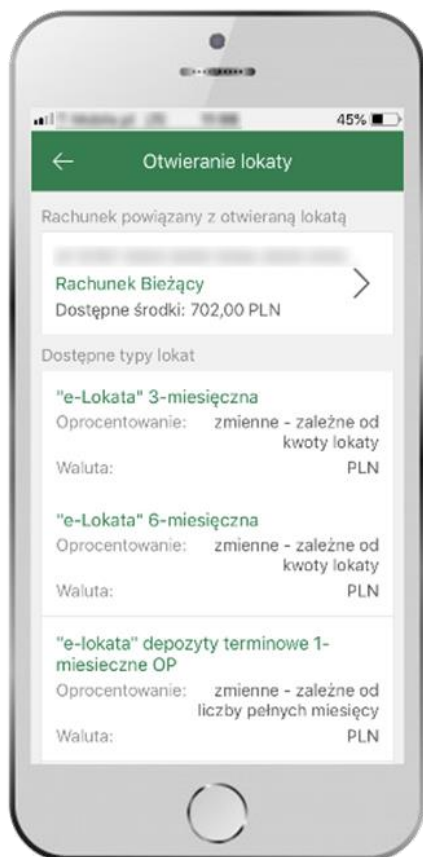 45%
Otwieranie lokaty
Rachunek powiązany z otwieraną lokatą
Rachunek Bieżący
Dostępne środki: 702,00 PLN
Dostępne typy lokat
"e-Lokata" 3-miesięczna
Oprocentowanie: zmienne - zależne od
kwoty lokaty
Waluta: PLN
"e-Lokata" 6-miesięczna
Oprocentowanie: zmienne - zależne od
kwoty lokaty
Waluta: PLN
"e-lokata" depozyty terminowe 1-
miesieczne OP
Oprocentowanie: zmienne - zależne od
liczby pełnych miesięcy
Waluta: PLN